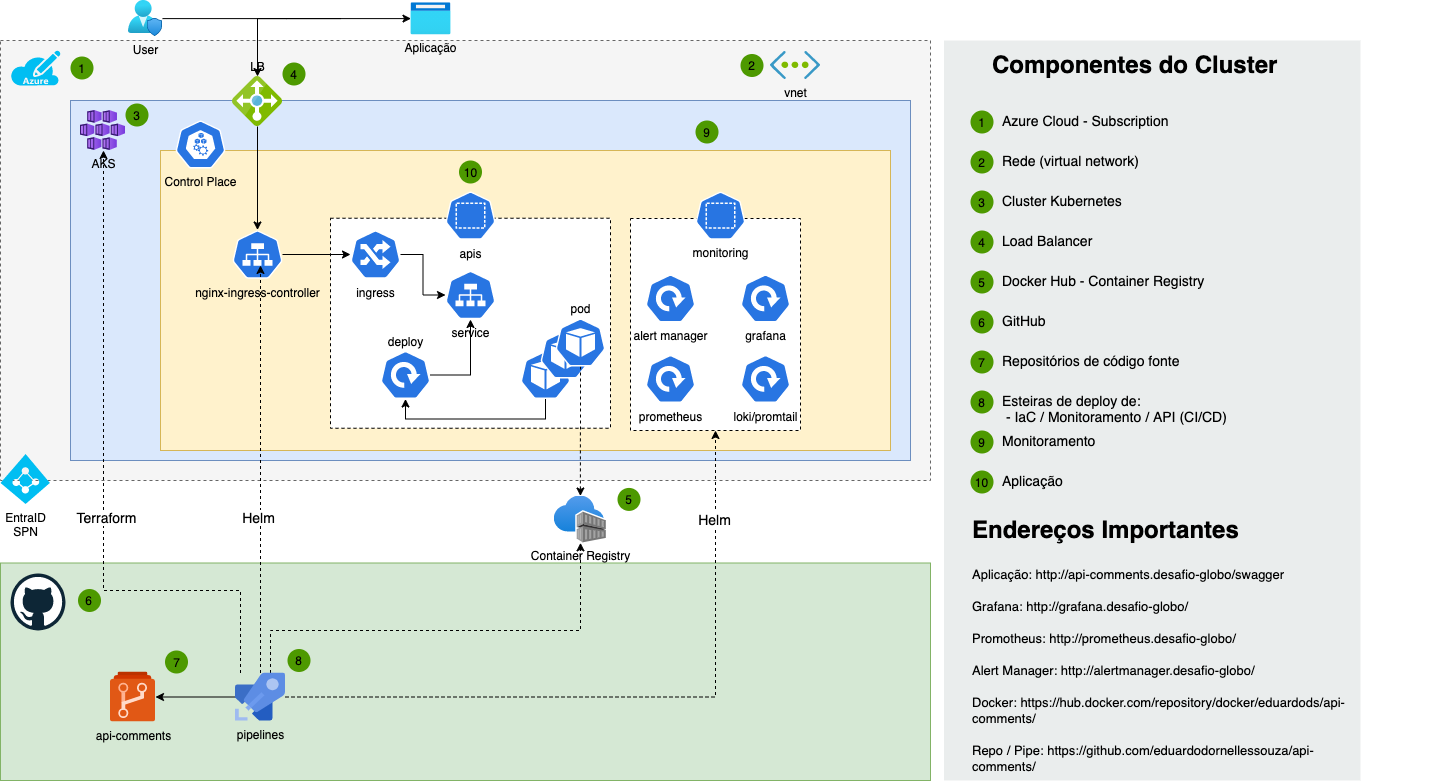 User
Aplicação
Azure
1
LB
4
2
vnet
3
AKS
Control Place
9
10
apis
monitoring
nginx-ingress-controller
ingress
service
pod
deploy
alert manager
grafana
prometheus
loki/promtail
EntraID
SPN
Terraform
Helm
5
Container Registry
Helm
6
7
8
api-comments
pipelines
Componentes do Cluster
1 Azure Cloud - Subscription
2 Rede (virtual network)
3 Cluster Kubernetes
4 Load Balancer
5 Docker Hub - Container Registry
6 GitHub
7 Repositórios de código fonte
8 Esteiras de deploy de:
- IaC / Monitoramento / API (CI/CD)
9 Monitoramento
10 Aplicação
Endereços Importantes
Aplicação: http://api-comments.desafio-globo/swagger
Grafana: http://grafana.desafio-globo/
Promotheus: http://prometheus.desafio-globo/
Alert Manager: http://alertmanager.desafio-globo/
Docker: https://hub.docker.com/repository/docker/eduardods/api-
comments/
Repo / Pipe: https://github.com/eduardodornellessouza/api-
comments/